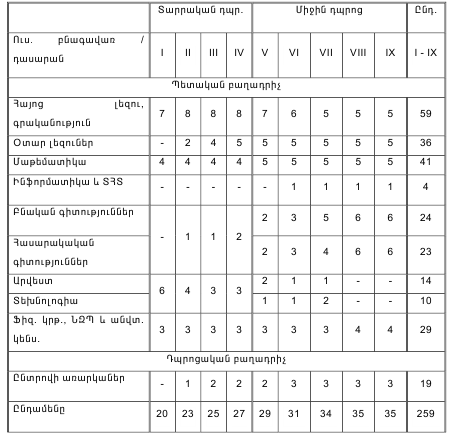 Տարրական դպր. Միջին դպրոց Ընդ.
Ուս. բնագավառ / դասարան I II III IV V VI VII VIII IX I - IX
Պետական բաղադրիչ
Հայոց լեզու, գրականություն 7 8 8 8 7 6 5 5 5 59
Օտար լեզուներ - 2 4 5 5 5 5 5 5 36
Մաթեմատիկա 4 4 4 4 5 5 5 5 5 41
Ինֆորմատիկա և ՏՀՏ - - - - - 1 1 1 1 4
Բնական գիտություններ - 1 1 2 2 3 5 6 6 24
Հասարակական գիտություններ 2 3 4 6 6 23
Արվեստ 6 4 3 3 2 1 1 - - 14
Տեխնոլոգիա 1 1 2 - - 10
Ֆիզ. կրթ., ՆԶՊ և անվտ. կենս. 3 3 3 3 3 3 3 4 4 29
Դպրոցական բաղադրիչ
Ընտրովի առարկաներ - 1 2 2 2 3 3 3 3 19
Ընդամենը 20 23 25 27 29 31 34 35 35 259